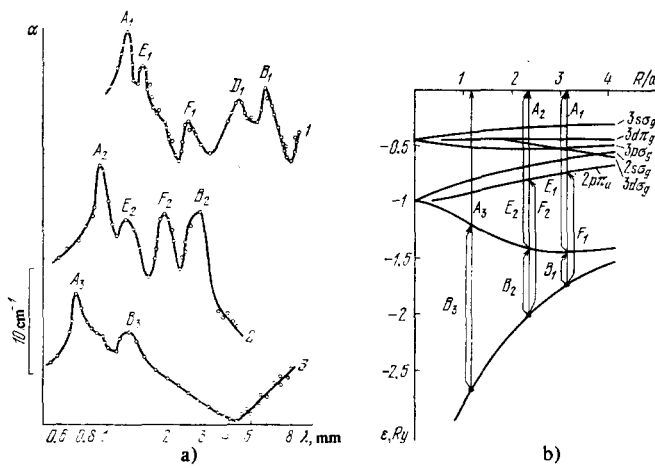 α
A₁
E₁
F₁
D₁
B₁
1
A₂
E₂
F₂
B₂
2
A₃
B₃
3
10 cm⁻¹
0,6 0,8 1 2 3 4 5 8 λ, mm
a)
1 2 3 4 R/a
A₂ A₁
3sσg
3dπg
3pσg
2sσg
3dσg
2pπu
-0,5
-1
-1,5
-2
-2,5
ε, Ry
A₃
E₂
F₂
E₁
F₁
B₃
B₂
B₁
b)